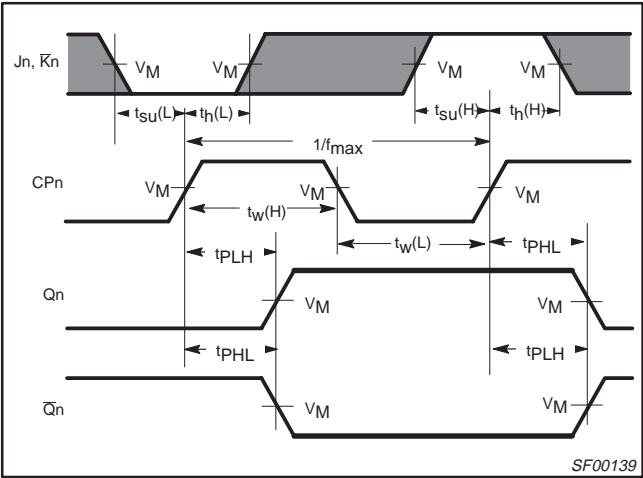 Jn, K̅n VM VM VM VM
tsu(L) th(L) tsu(H) th(H)
1/fmax
CPn VM VM VM
tw(H)
tw(L)
tPLH tPHL
Qn VM VM
tPHL tPLH
Q̅n VM VM
SF00139